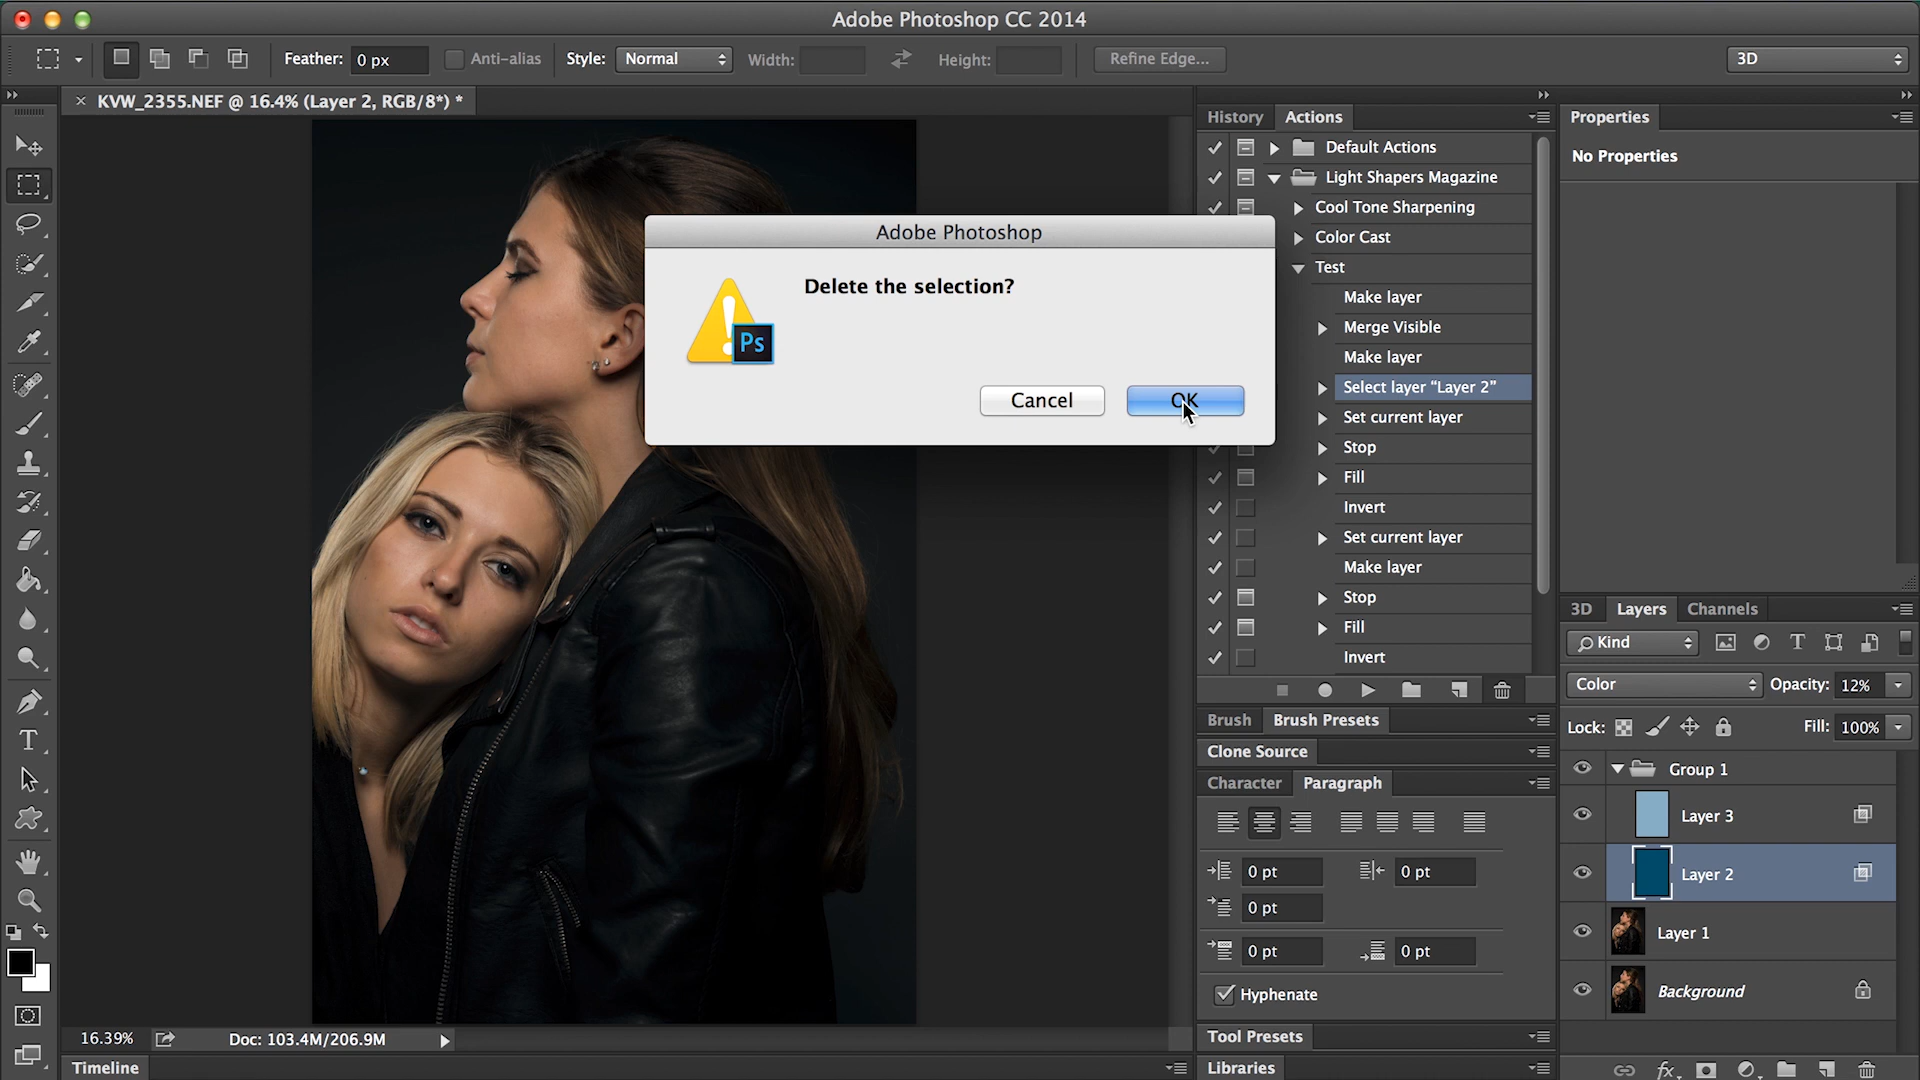 Adobe Photoshop CC 2014
Feather: 0 px Anti-alias Style: Normal Width: Height: Refine Edge... 3D
KVW_2355.NEF @ 16.4% (Layer 2, RGB/8*) *
History Actions
Default Actions
Light Shapers Magazine
Cool Tone Sharpening
Color Cast
Test
Make layer
Merge Visible
Make layer
Select layer “Layer 2”
Set current layer
Stop
Fill
Invert
Set current layer
Make layer
Stop
Fill
Invert
Adobe Photoshop
Delete the selection?
Ps
Cancel OK
Properties
No Properties
Brush Brush Presets
Clone Source
Character Paragraph
0 pt 0 pt
0 pt
0 pt 0 pt
Hyphenate
Tool Presets
Libraries
3D Layers Channels
Kind
Color Opacity: 12%
Lock: Fill: 100%
Group 1
Layer 3
Layer 2
Layer 1
Background
fx
16.39% Doc: 103.4M/206.9M
Timeline